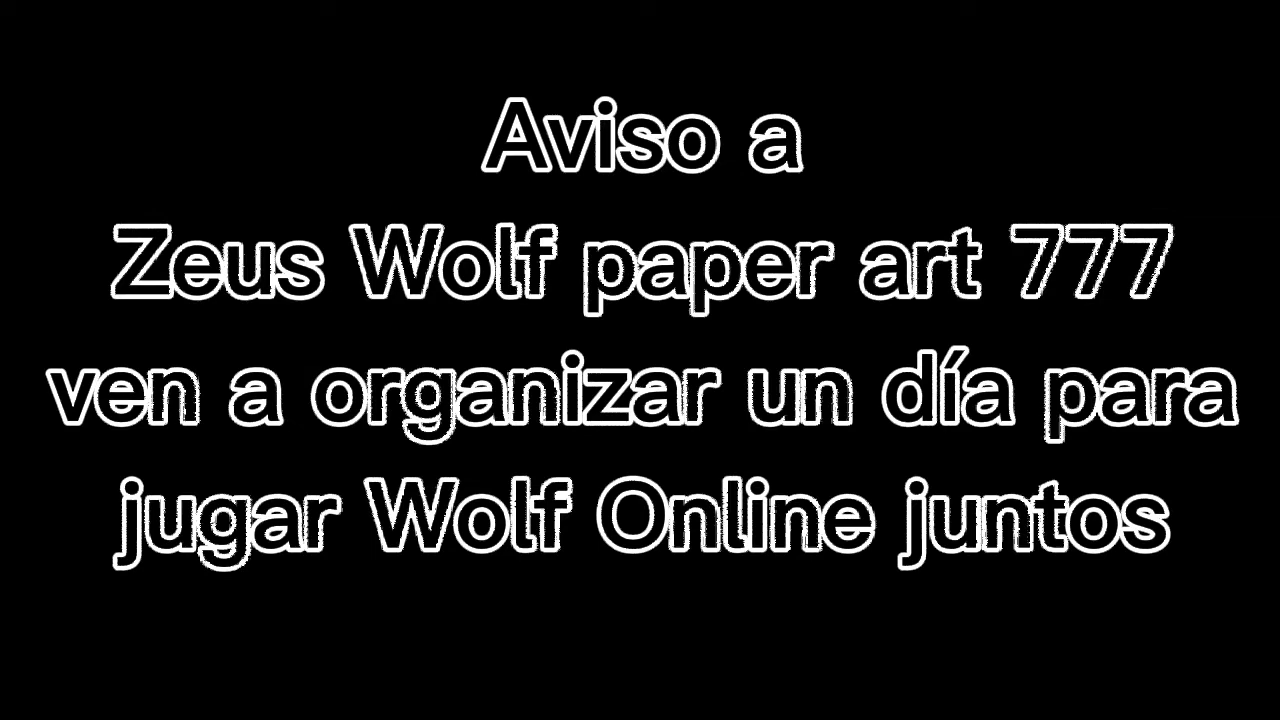 Aviso a
Zeus Wolf paper art 777
ven a organizar un día para
jugar Wolf Online juntos